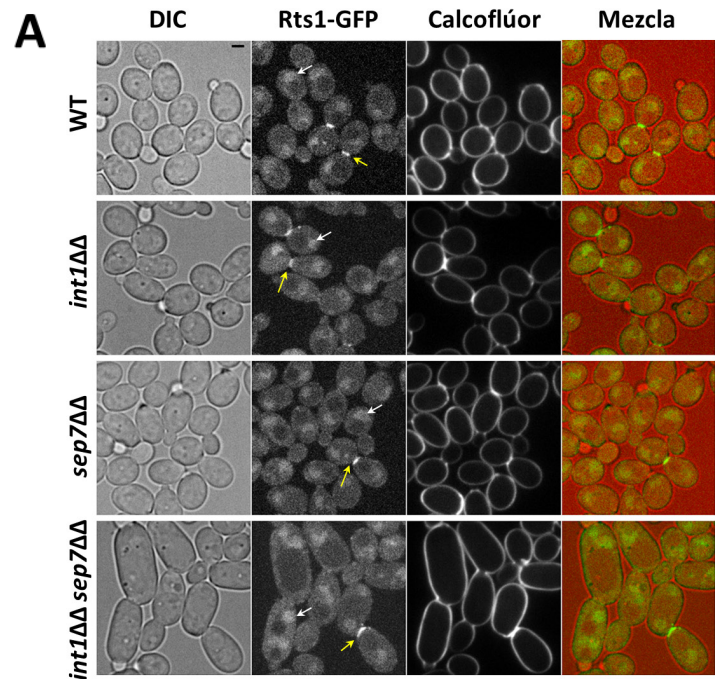 A
DIC Rts1-GFP Calcoflúor Mezcla
WT
int1ΔΔ
sep7ΔΔ
int1ΔΔ sep7ΔΔ